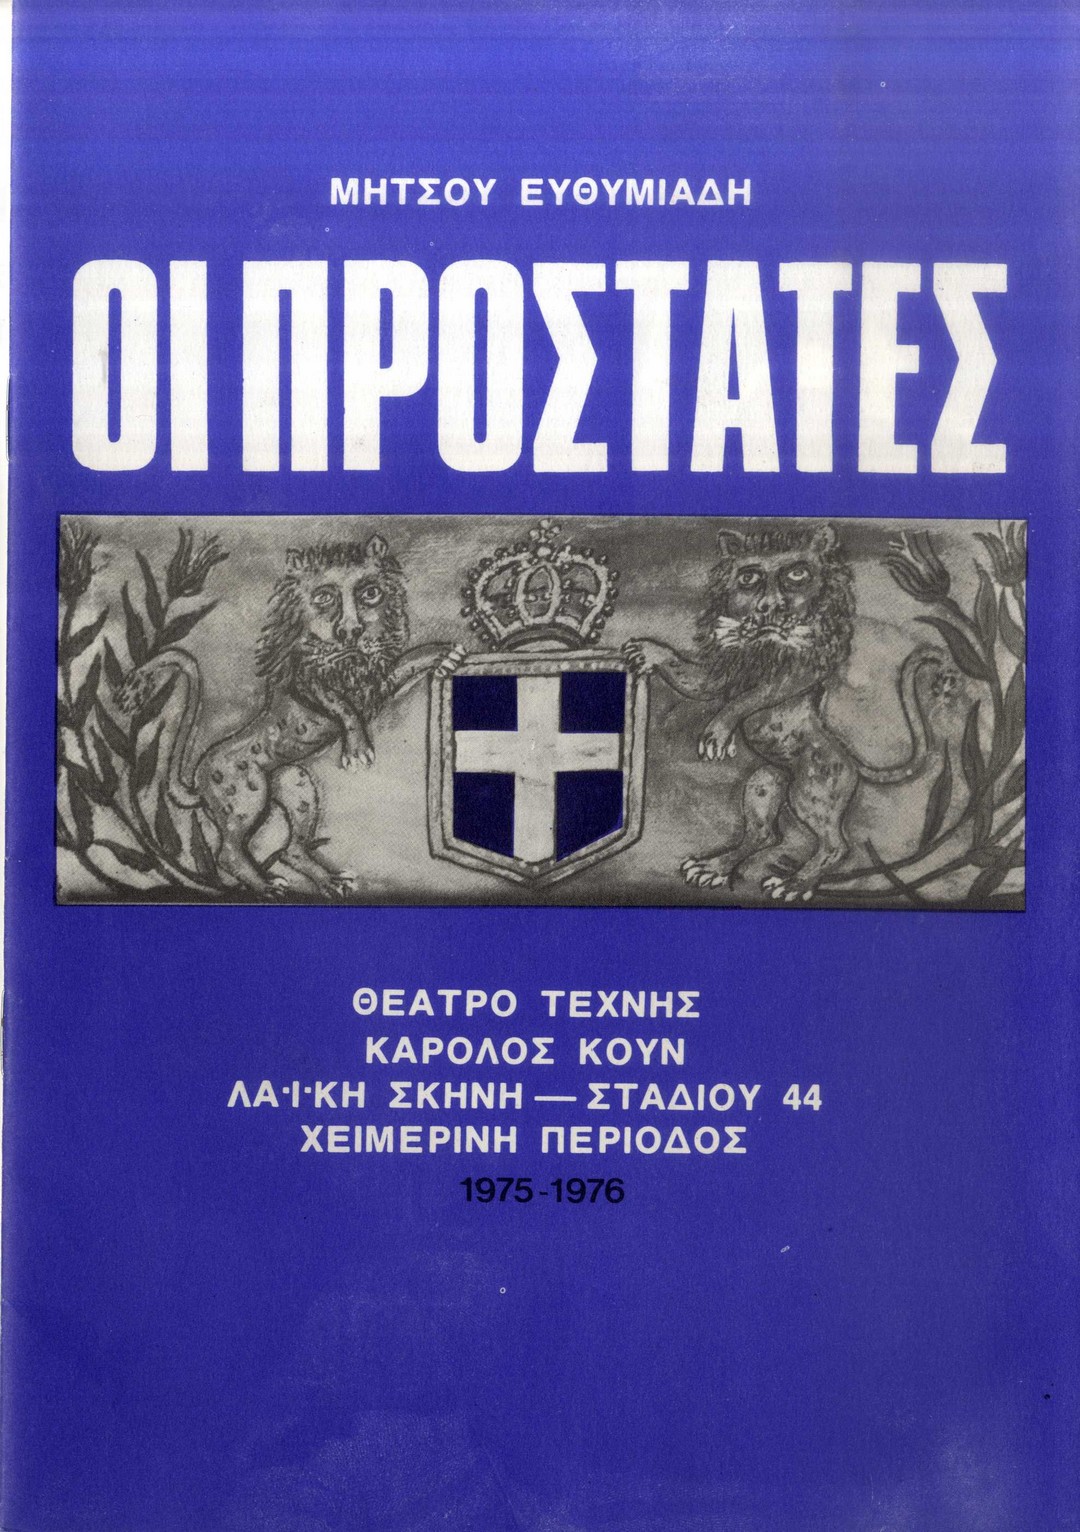 ΜΗΤΣΟΥ ΕΥΘΥΜΙΑΔΗ
ΟΙ ΠΡΟΣΤΑΤΕΣ
ΘΕΑΤΡΟ ΤΕΧΝΗΣ
ΚΑΡΟΛΟΣ ΚΟΥΝ
ΛΑ·Ι·ΚΗ ΣΚΗΝΗ — ΣΤΑΔΙΟΥ 44
ΧΕΙΜΕΡΙΝΗ ΠΕΡΙΟΔΟΣ
1975-1976